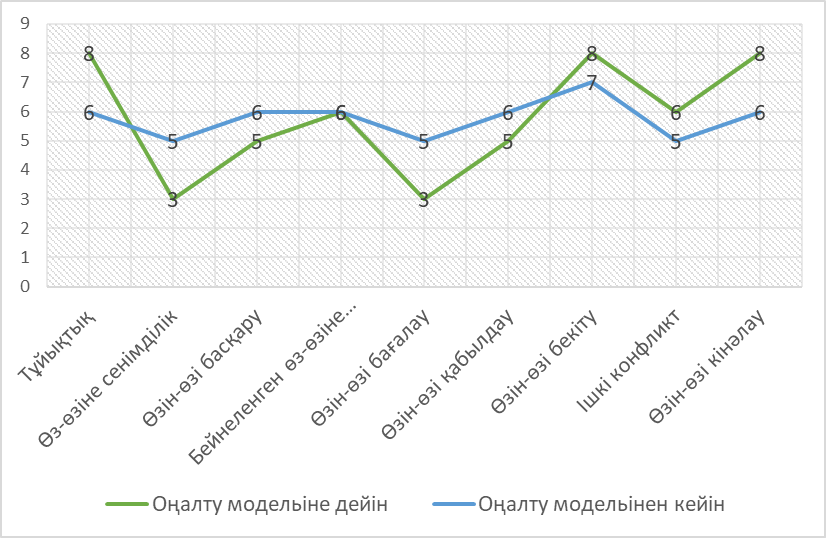 9
8
7
6
5
4
3
2
1
0
8 3 5 6 3 5 8 6 8
6 5 6 6 5 6 7 5 6
Тұйықтық
Өз-өзіне сенімділік
Өзін-өзі басқару
Бейнеленген өз-өзіне...
Өзін-өзі бағалау
Өзін-өзі қабылдау
Өзін-өзі бекіту
Ішкі конфликт
Өзін-өзі кінәлау
Оңалту модельіне дейін
Оңалту модельінен кейін